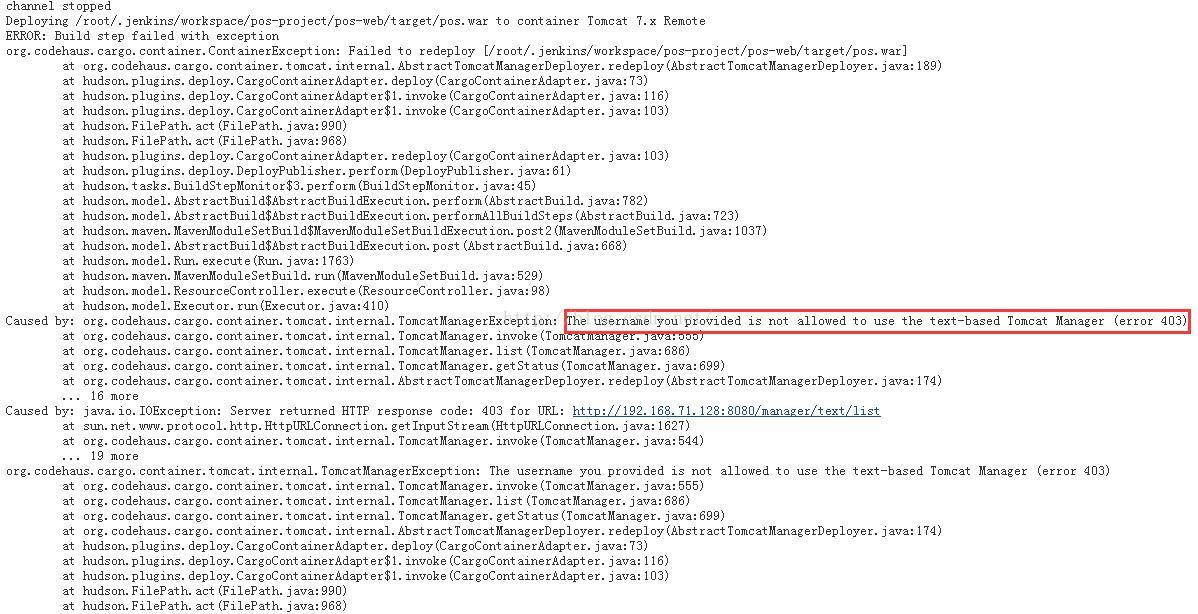 channel stopped
Deploying /root/.jenkins/workspace/pos-project/pos-web/target/pos.war to container Tomcat 7.x Remote
ERROR: Build step failed with exception
org.codehaus.cargo.container.ContainerException: Failed to redeploy [/root/.jenkins/workspace/pos-project/pos-web/target/pos.war]
at org.codehaus.cargo.container.tomcat.internal.AbstractTomcatManagerDeployer.redeploy(AbstractTomcatManagerDeployer.java:189)
at hudson.plugins.deploy.CargoContainerAdapter.deploy(CargoContainerAdapter.java:73)
at hudson.plugins.deploy.CargoContainerAdapter$1.invoke(CargoContainerAdapter.java:116)
at hudson.plugins.deploy.CargoContainerAdapter$1.invoke(CargoContainerAdapter.java:103)
at hudson.FilePath.act(FilePath.java:990)
at hudson.FilePath.act(FilePath.java:968)
at hudson.plugins.deploy.CargoContainerAdapter.redeploy(CargoContainerAdapter.java:103)
at hudson.plugins.deploy.DeployPublisher.perform(DeployPublisher.java:61)
at hudson.tasks.BuildStepMonitor$3.perform(BuildStepMonitor.java:45)
at hudson.model.AbstractBuild$AbstractBuildExecution.perform(AbstractBuild.java:782)
at hudson.model.AbstractBuild$AbstractBuildExecution.performAllBuildSteps(AbstractBuild.java:723)
at hudson.maven.MavenModuleSetBuild$MavenModuleSetBuildExecution.post2(MavenModuleSetBuild.java:1037)
at hudson.model.AbstractBuild$AbstractBuildExecution.post(AbstractBuild.java:668)
at hudson.model.Run.execute(Run.java:1763)
at hudson.maven.MavenModuleSetBuild.run(MavenModuleSetBuild.java:529)
at hudson.model.ResourceController.execute(ResourceController.java:98)
at hudson.model.Executor.run(Executor.java:410)
Caused by: org.codehaus.cargo.container.tomcat.internal.TomcatManagerException: The username you provided is not allowed to use the text-based Tomcat Manager (error 403)
at org.codehaus.cargo.container.tomcat.internal.TomcatManager.invoke(TomcatManager.java:555)
at org.codehaus.cargo.container.tomcat.internal.TomcatManager.list(TomcatManager.java:686)
at org.codehaus.cargo.container.tomcat.internal.TomcatManager.getStatus(TomcatManager.java:699)
at org.codehaus.cargo.container.tomcat.internal.AbstractTomcatManagerDeployer.redeploy(AbstractTomcatManagerDeployer.java:174)
... 16 more
Caused by: java.io.IOException: Server returned HTTP response code: 403 for URL: http://192.168.71.128:8080/manager/text/list
at sun.net.www.protocol.http.HttpURLConnection.getInputStream(HttpURLConnection.java:1627)
at org.codehaus.cargo.container.tomcat.internal.TomcatManager.invoke(TomcatManager.java:544)
... 19 more
org.codehaus.cargo.container.tomcat.internal.TomcatManagerException: The username you provided is not allowed to use the text-based Tomcat Manager (error 403)
at org.codehaus.cargo.container.tomcat.internal.TomcatManager.invoke(TomcatManager.java:555)
at org.codehaus.cargo.container.tomcat.internal.TomcatManager.list(TomcatManager.java:686)
at org.codehaus.cargo.container.tomcat.internal.TomcatManager.getStatus(TomcatManager.java:699)
at org.codehaus.cargo.container.tomcat.internal.AbstractTomcatManagerDeployer.redeploy(AbstractTomcatManagerDeployer.java:174)
at hudson.plugins.deploy.CargoContainerAdapter.deploy(CargoContainerAdapter.java:73)
at hudson.plugins.deploy.CargoContainerAdapter$1.invoke(CargoContainerAdapter.java:116)
at hudson.plugins.deploy.CargoContainerAdapter$1.invoke(CargoContainerAdapter.java:103)
at hudson.FilePath.act(FilePath.java:990)
at hudson.FilePath.act(FilePath.java:968)